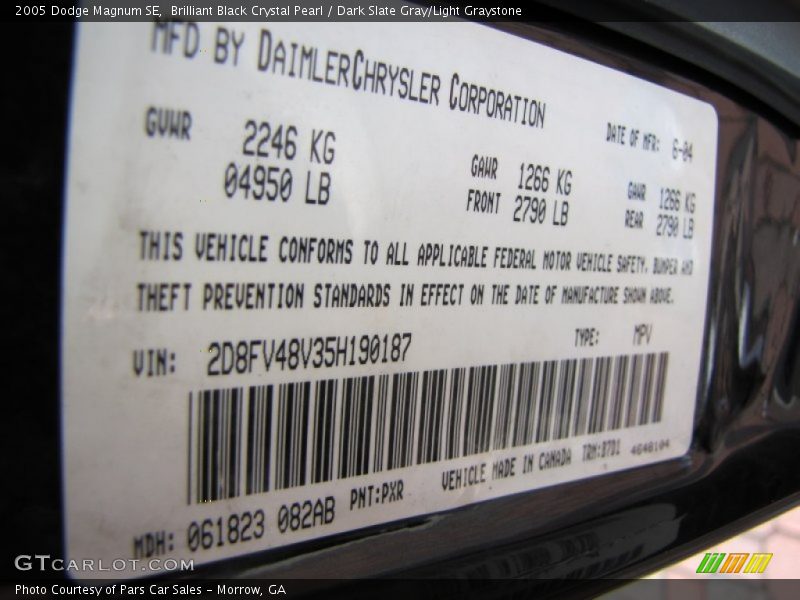 2005 Dodge Magnum SE, Brilliant Black Crystal Pearl / Dark Slate Gray/Light Graystone
MFD BY DAIMLERCHRYSLER CORPORATION
DATE OF MFR: 6-04
GVWR 2246 KG
04950 LB
GAWR FRONT 1266 KG
2790 LB
GAWR REAR 1266 KG
2790 LB
THIS VEHICLE CONFORMS TO ALL APPLICABLE FEDERAL MOTOR VEHICLE SAFETY, BUMPER AND
THEFT PREVENTION STANDARDS IN EFFECT ON THE DATE OF MANUFACTURE SHOWN ABOVE.
VIN: 2D8FV48V35H190187
TYPE: MPV
MDH: 061823 082AB PNT:PXR
VEHICLE MADE IN CANADA TRM:D7D1
GTCARLOT.COM
Photo Courtesy of Pars Car Sales - Morrow, GA